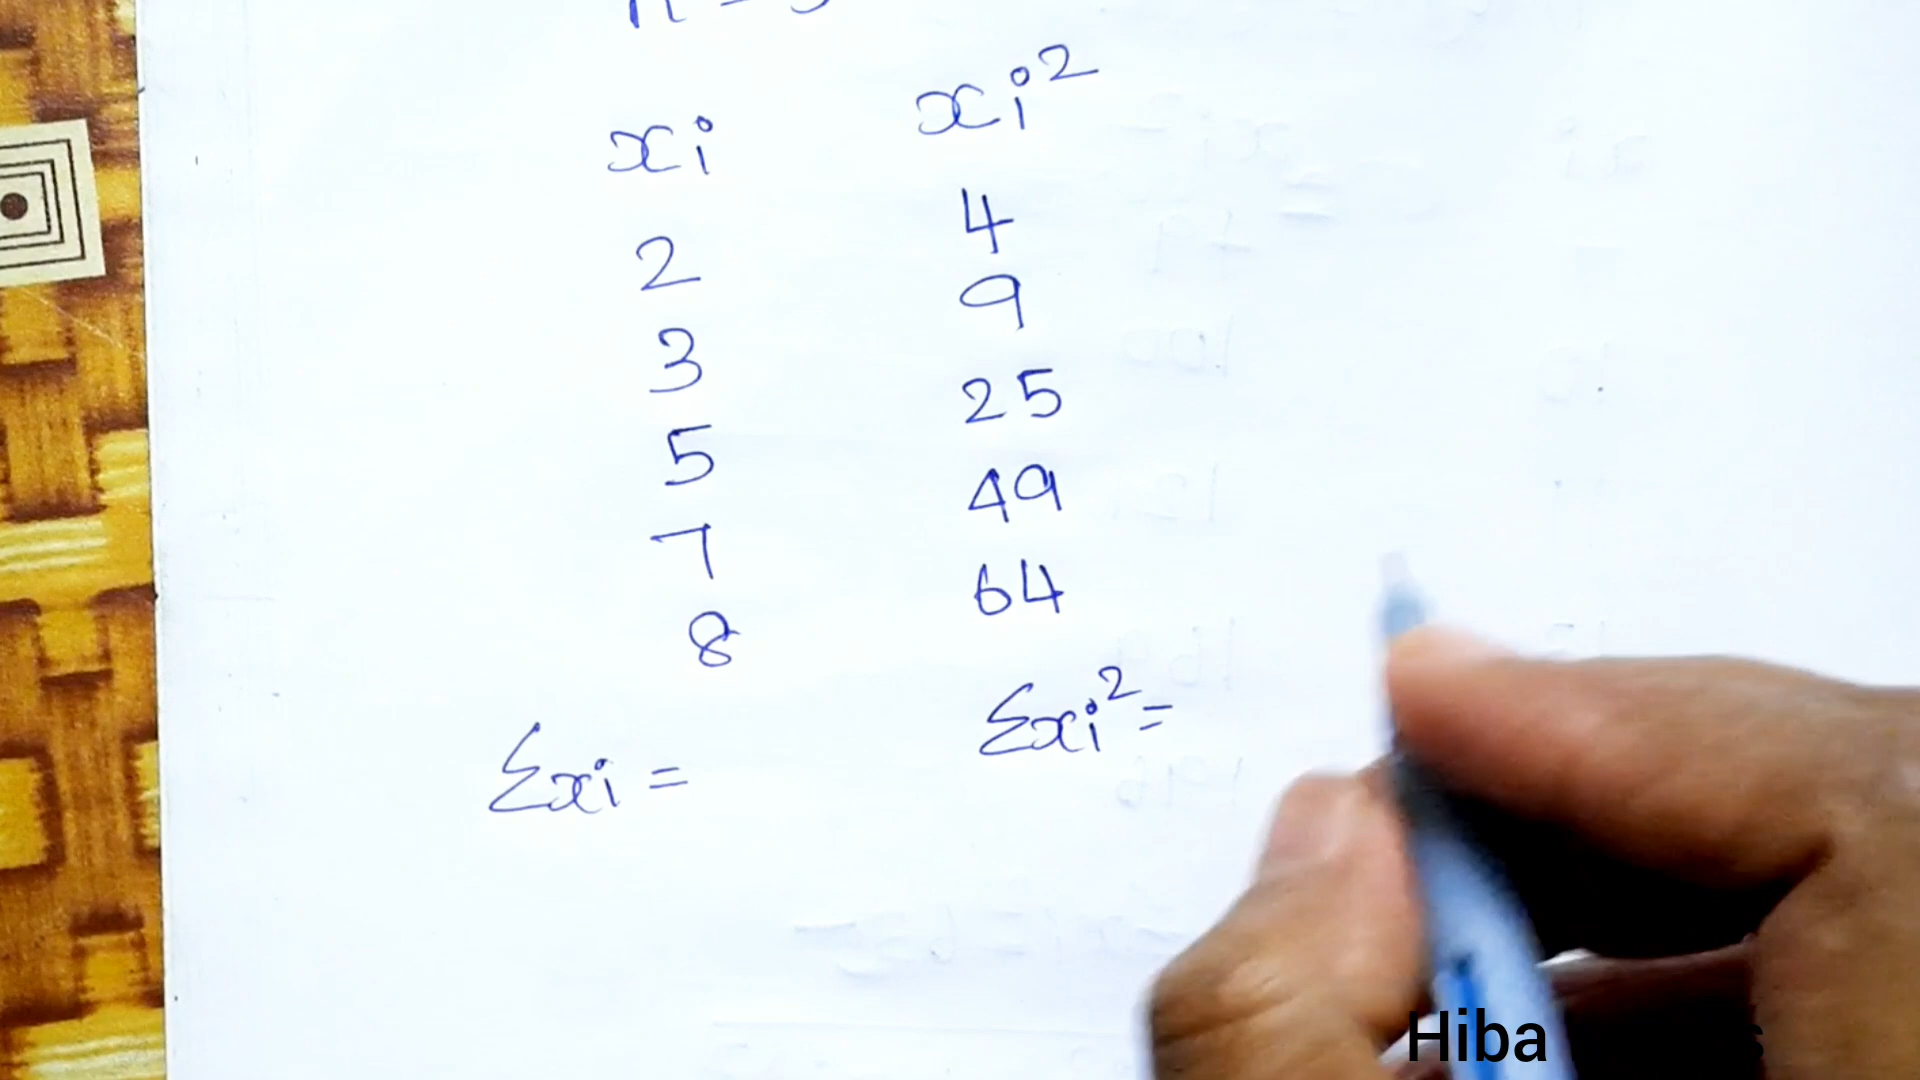 xi xi²
2 4
3 9
5 25
7 49
8 64
Σxi = Σxi² =
Hiba